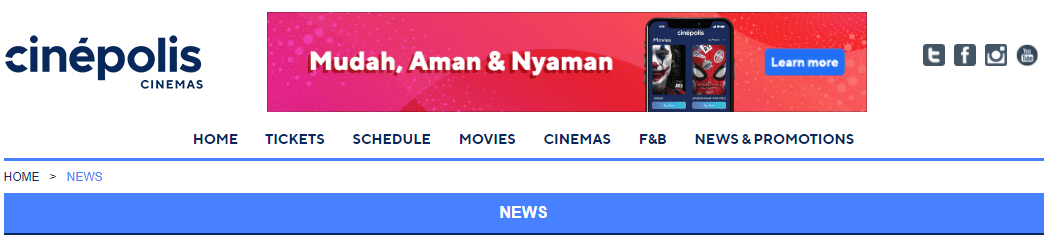 cinépolis
CINEMAS
Mudah, Aman & Nyaman
cinépolis
Movies
Learn more
HOME TICKETS SCHEDULE MOVIES CINEMAS F&B NEWS & PROMOTIONS
HOME > NEWS
NEWS